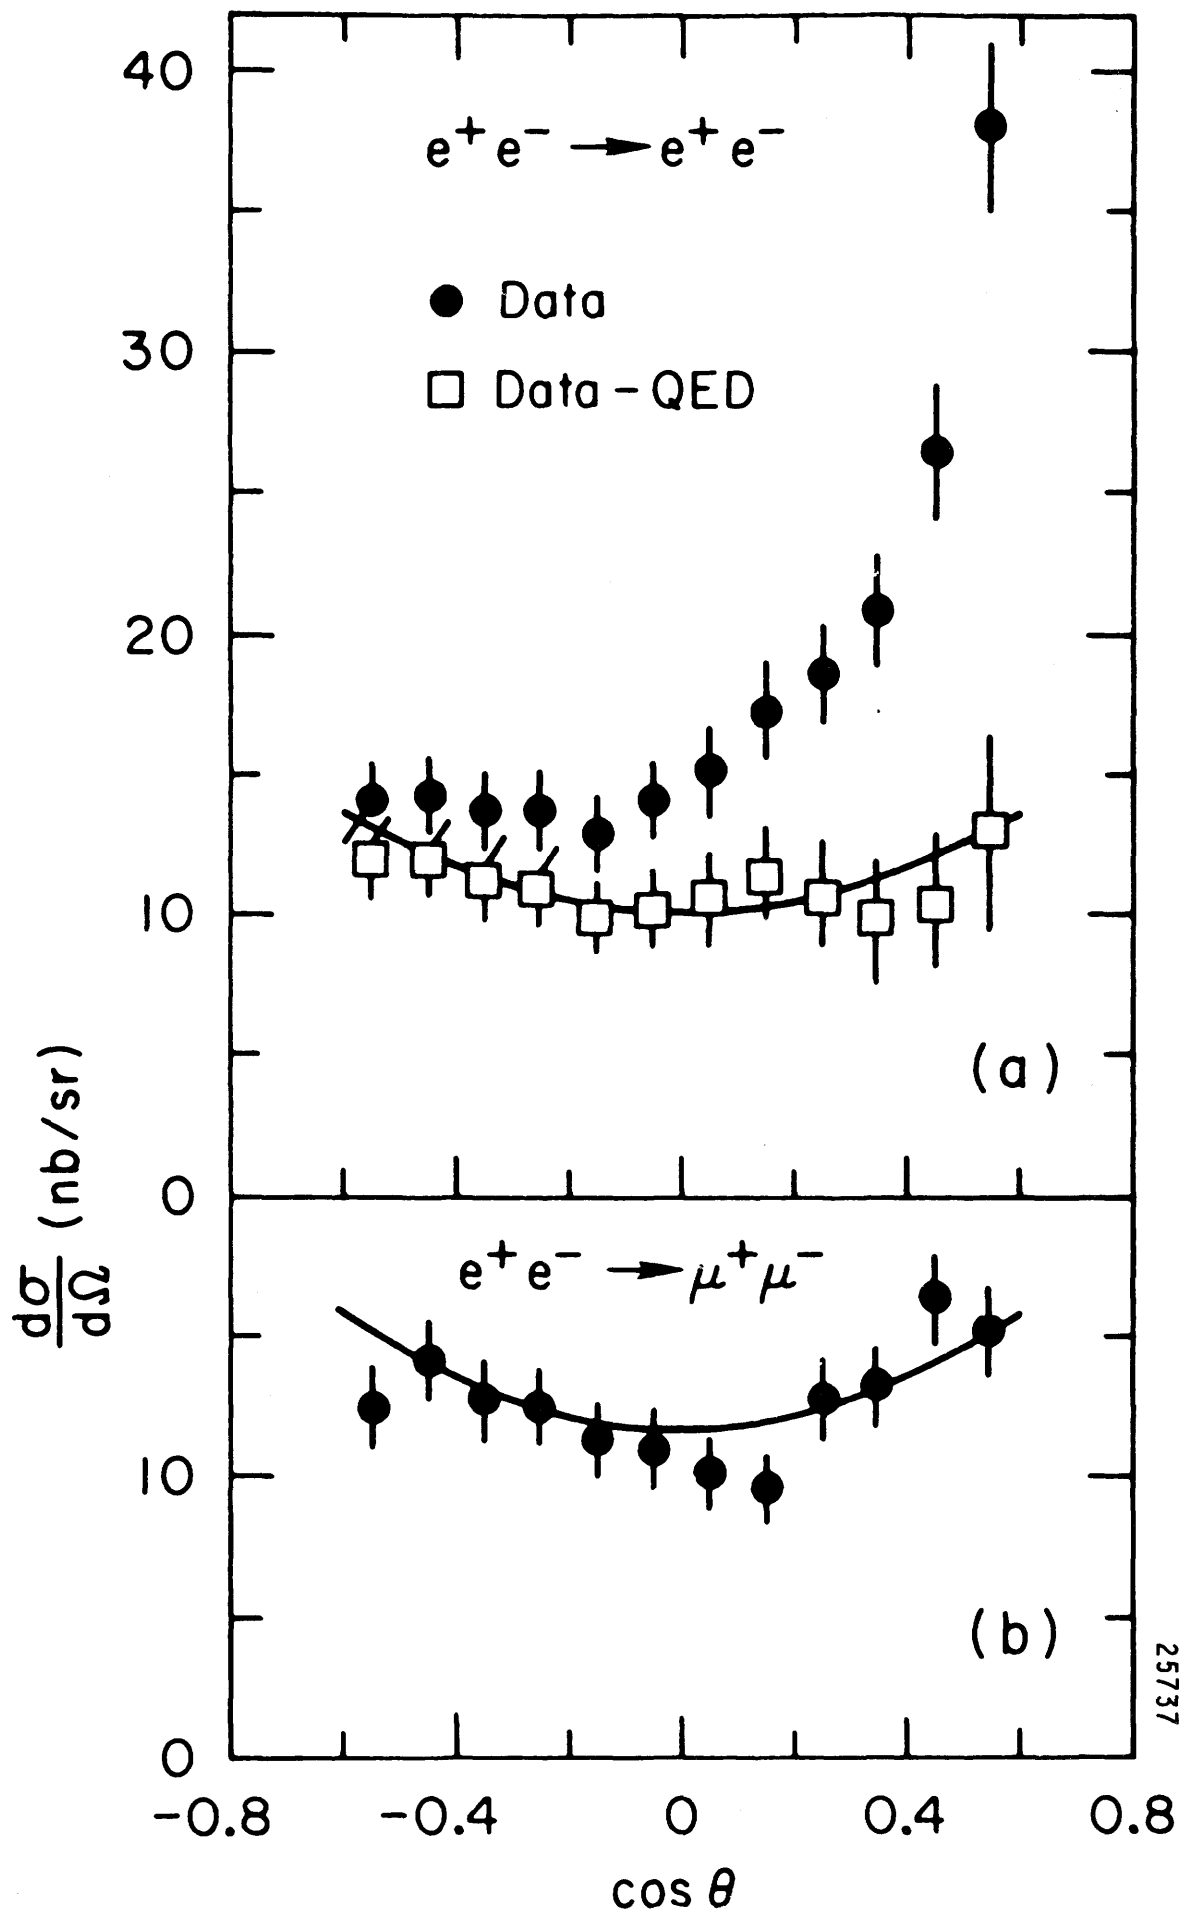 40
e⁺e⁻ → e⁺e⁻
● Data
30
□ Data – QED
20
10
(a)
0
dσ/dΩ (nb/sr)
e⁺e⁻ → μ⁺μ⁻
10
(b)
0
-0.8 -0.4 0 0.4 0.8
cos θ
25737